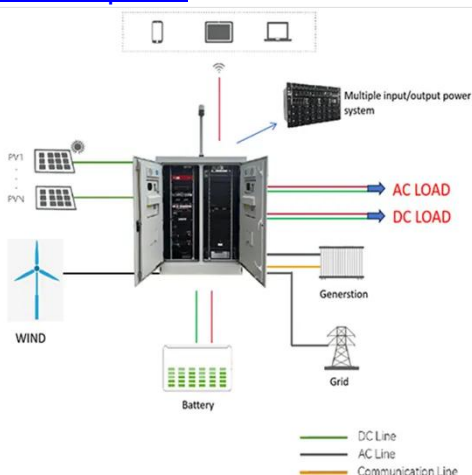 Multiple input/output power
system
PV1
PVN
AC LOAD
DC LOAD
Generstion
WIND
Grid
Battery
DC Line
AC Line
Communication Line